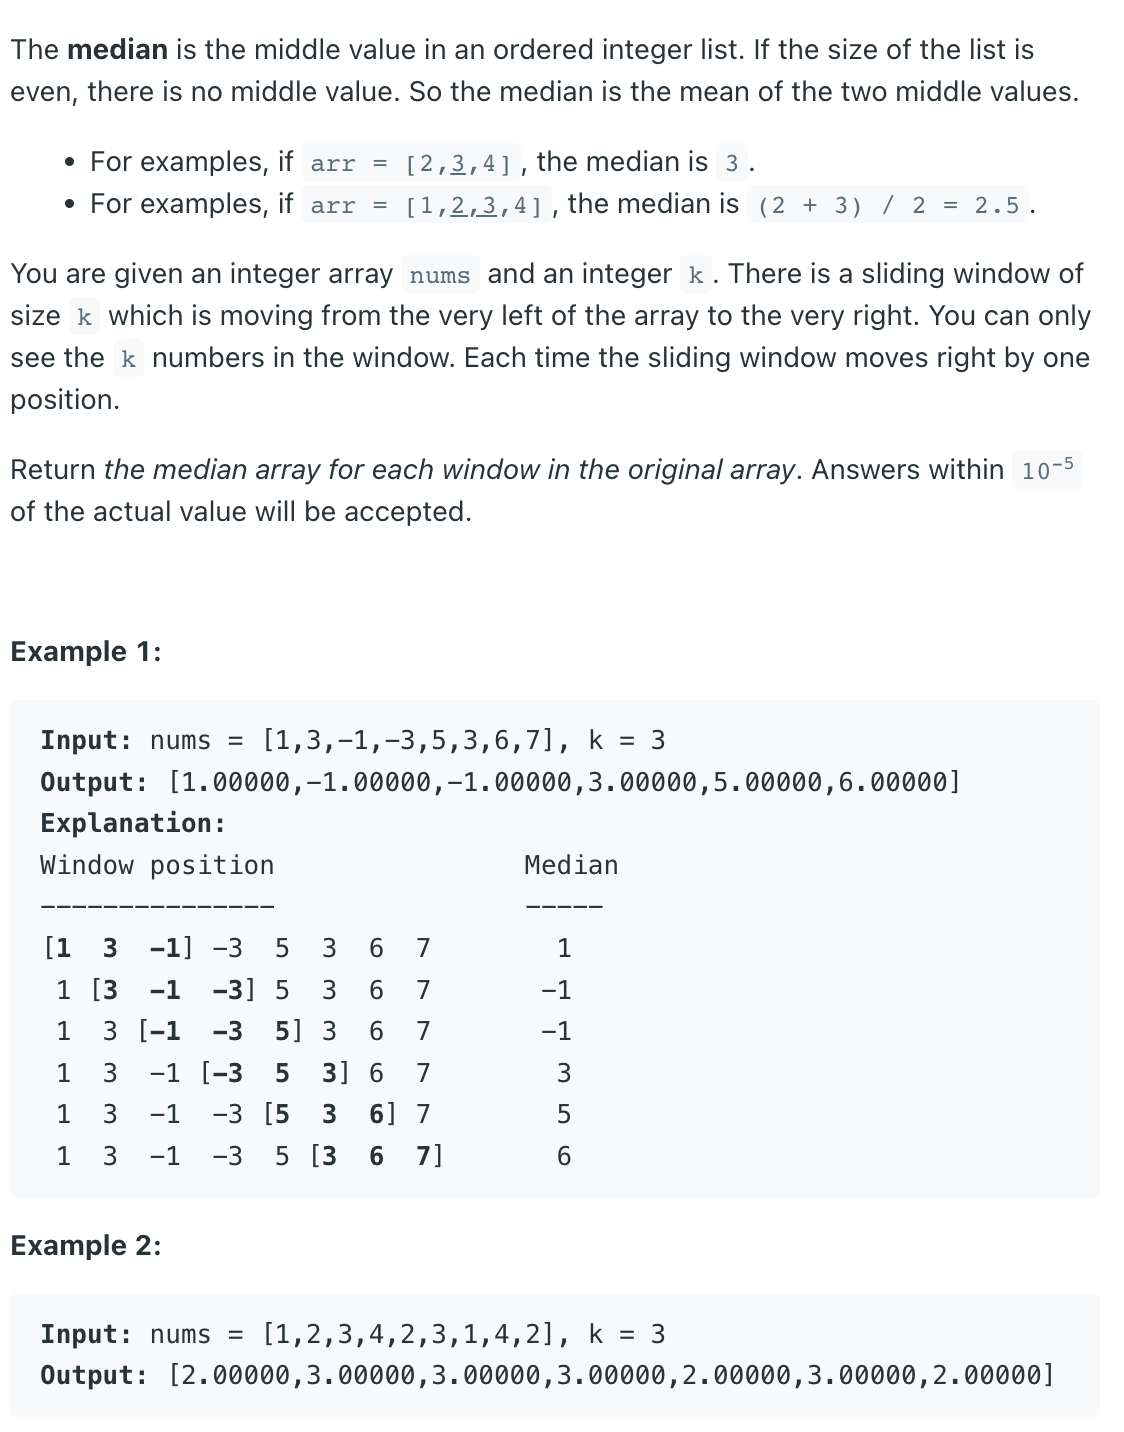 The median is the middle value in an ordered integer list. If the size of the list is
even, there is no middle value. So the median is the mean of the two middle values.
• For examples, if arr = [2,3,4], the median is 3.
• For examples, if arr = [1,2,3,4], the median is (2 + 3) / 2 = 2.5.
You are given an integer array nums and an integer k. There is a sliding window of
size k which is moving from the very left of the array to the very right. You can only
see the k numbers in the window. Each time the sliding window moves right by one
position.
Return the median array for each window in the original array. Answers within 10⁻⁵
of the actual value will be accepted.
Example 1:
Input: nums = [1,3,-1,-3,5,3,6,7], k = 3
Output: [1.00000,-1.00000,-1.00000,3.00000,5.00000,6.00000]
Explanation:
Window position                Median
---------------                -----
[1  3  -1] -3  5  3  6  7        1
 1 [3  -1  -3] 5  3  6  7       -1
 1  3 [-1  -3  5] 3  6  7       -1
 1  3  -1 [-3  5  3] 6  7        3
 1  3  -1  -3 [5  3  6] 7        5
 1  3  -1  -3  5 [3  6  7]       6
Example 2:
Input: nums = [1,2,3,4,2,3,1,4,2], k = 3
Output: [2.00000,3.00000,3.00000,3.00000,2.00000,3.00000,2.00000]